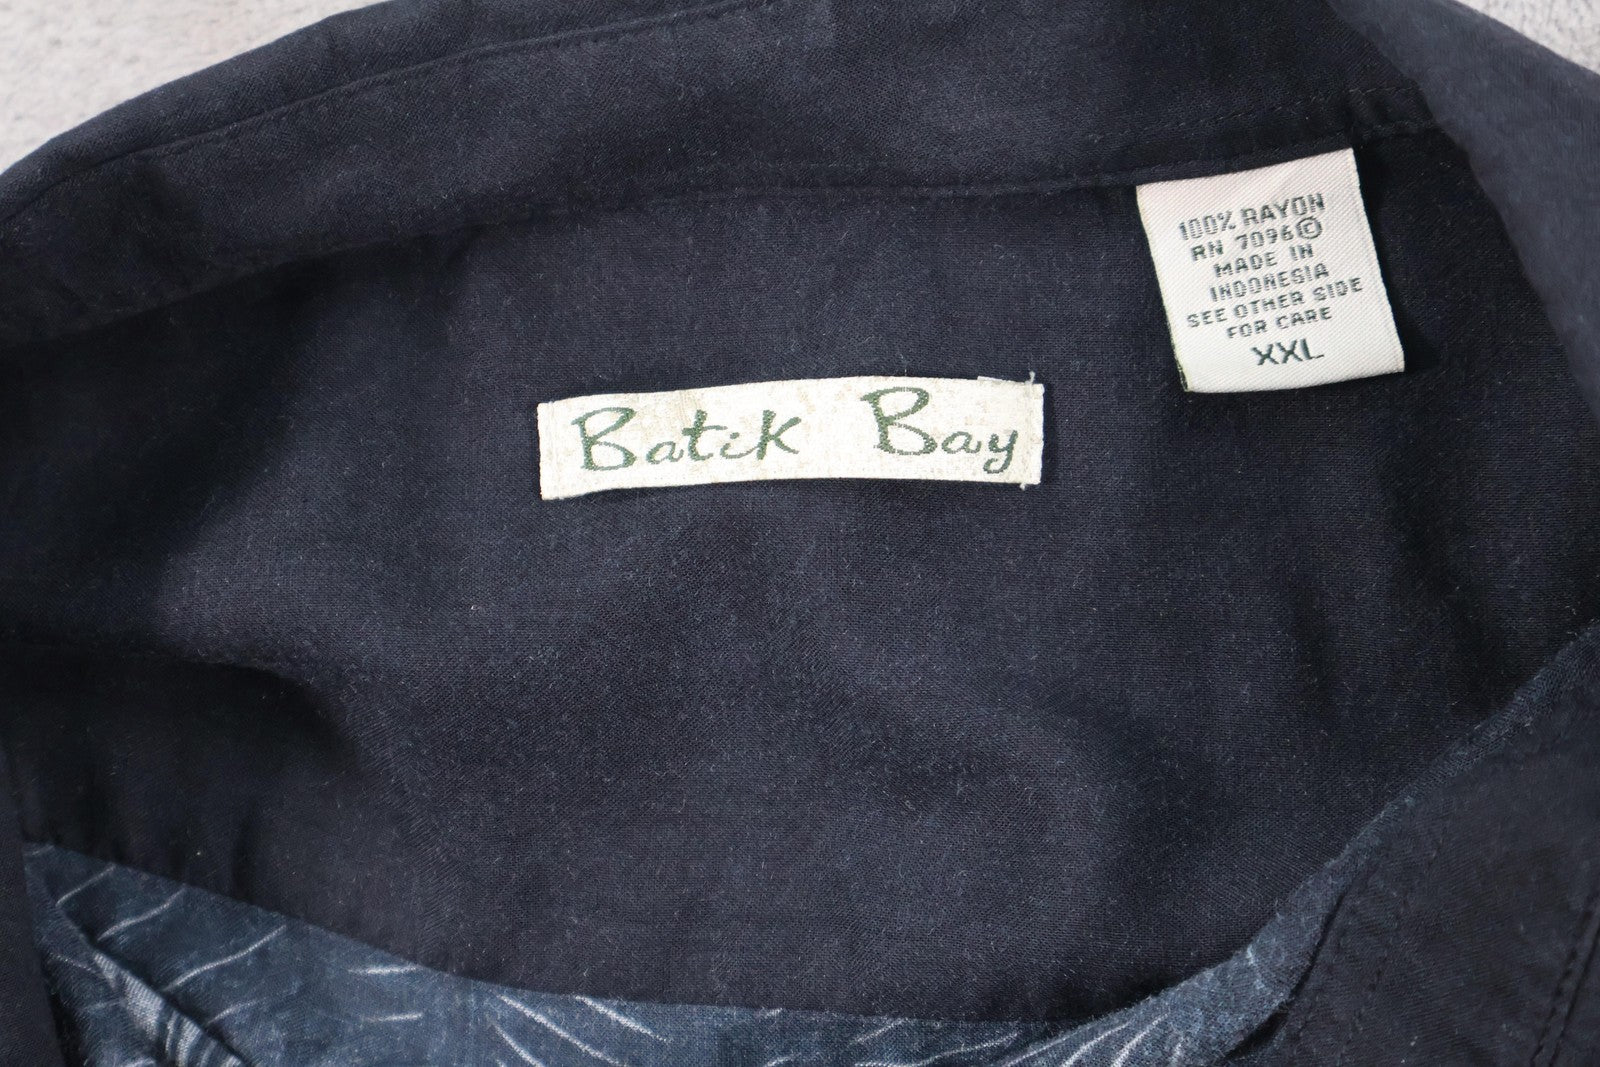 Batik Bay
100% RAYON
RN 7096©
MADE IN
INDONESIA
SEE OTHER SIDE
FOR CARE
XXL